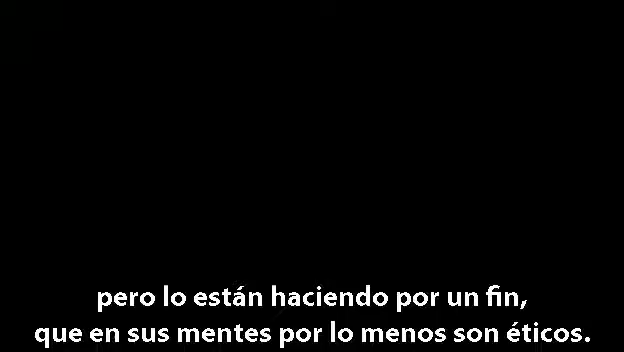 pero lo están haciendo por un fin,
que en sus mentes por lo menos son éticos.